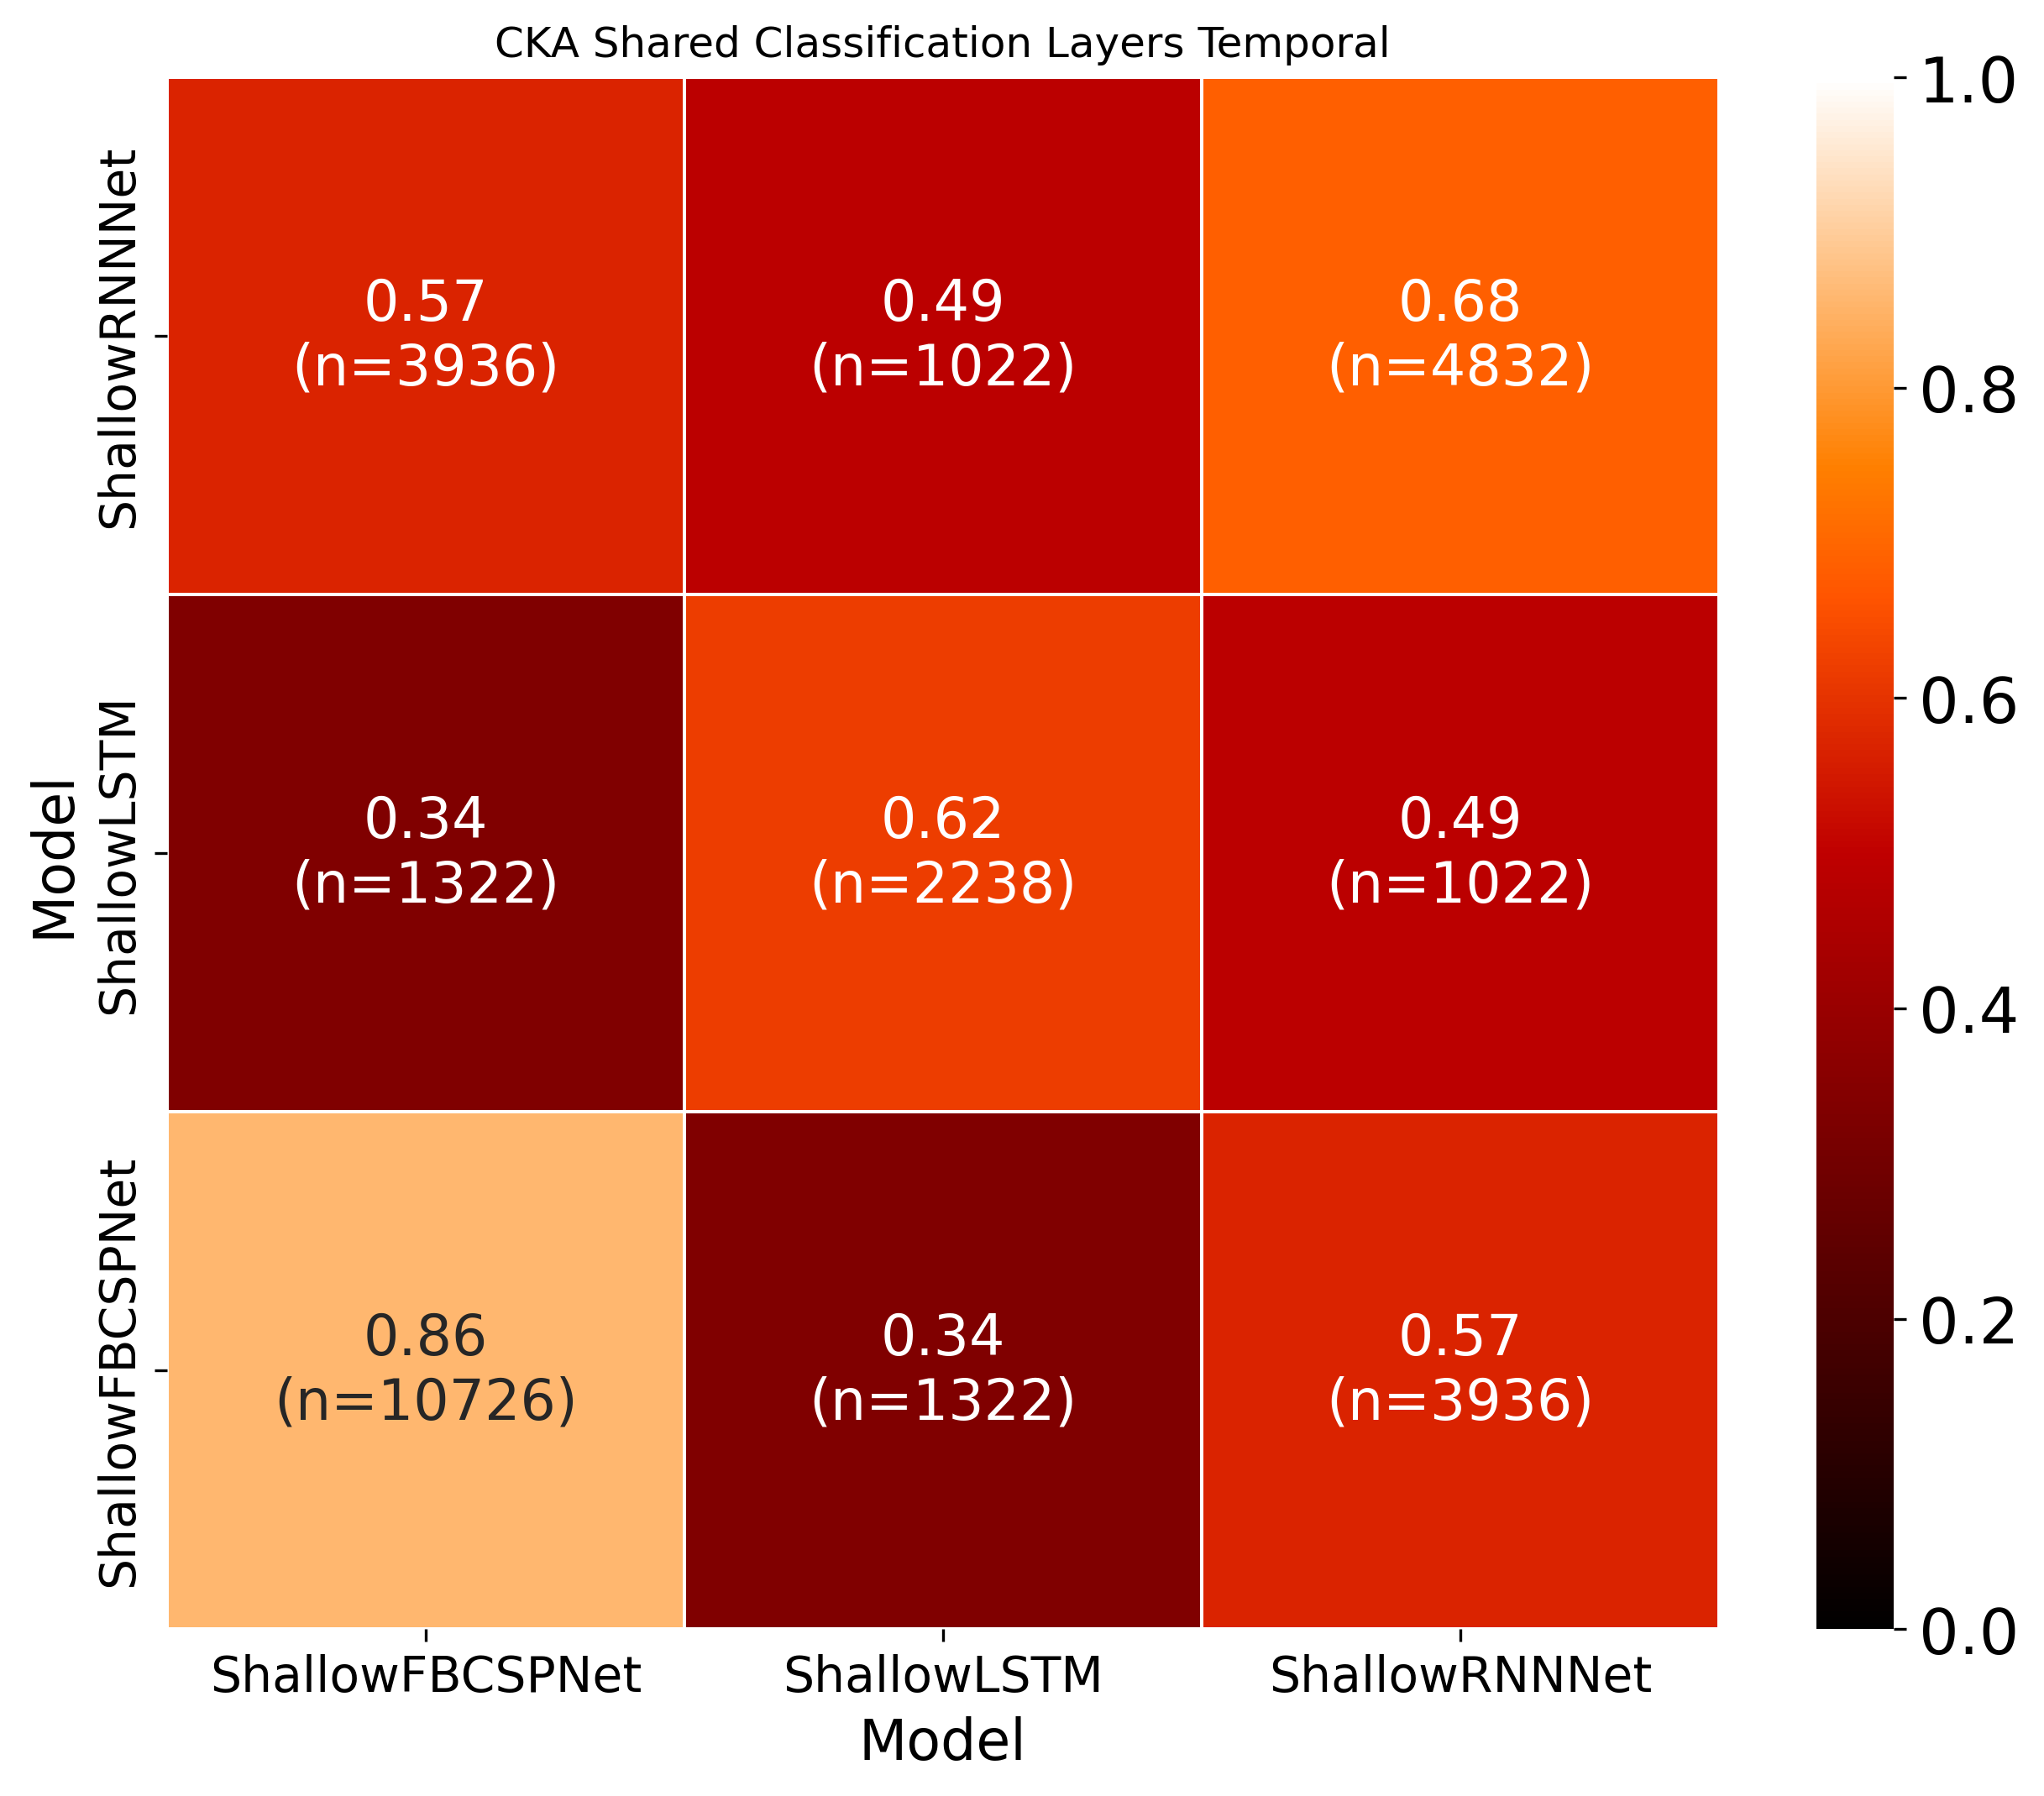 CKA Shared Classification Layers Temporal
Model
ShallowRNNNet
0.57
(n=3936)
0.49
(n=1022)
0.68
(n=4832)
ShallowLSTM
0.34
(n=1322)
0.62
(n=2238)
0.49
(n=1022)
ShallowFBCSPNet
0.86
(n=10726)
0.34
(n=1322)
0.57
(n=3936)
ShallowFBCSPNet
ShallowLSTM
ShallowRNNNet
Model
1.0
0.8
0.6
0.4
0.2
0.0